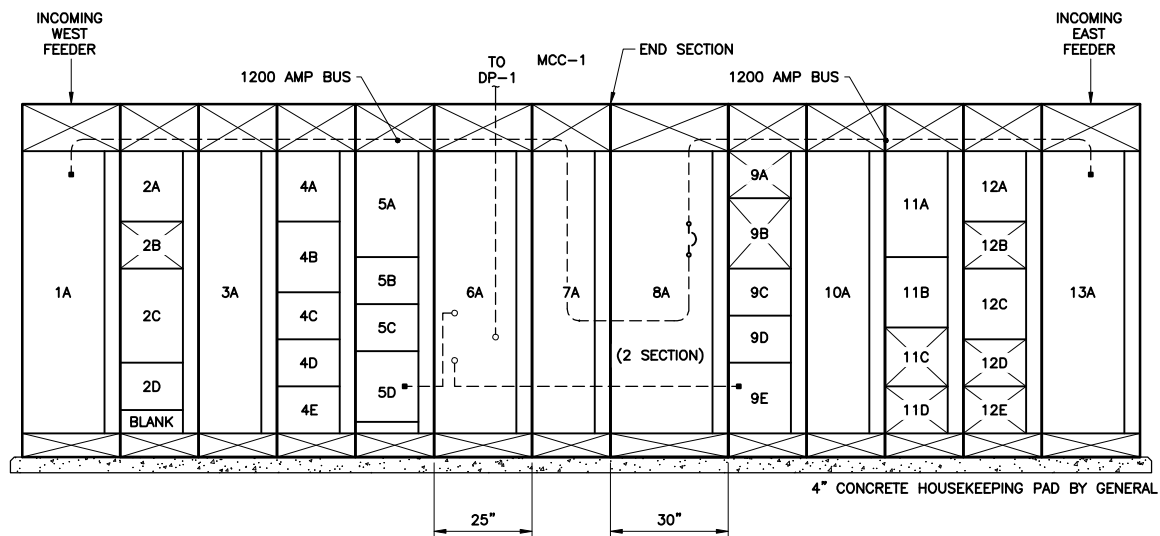 INCOMING
WEST
FEEDER
1200 AMP BUS
TO
DP-1
MCC-1
END SECTION
1200 AMP BUS
INCOMING
EAST
FEEDER
1A
2A
2B
2C
2D
BLANK
3A
4A
4B
4C
4D
4E
5A
5B
5C
5D
6A
7A
8A
(2 SECTION)
9A
9B
9C
9D
9E
10A
11A
11B
11C
11D
12A
12B
12C
12D
12E
13A
4" CONCRETE HOUSEKEEPING PAD BY GENERAL
25"
30"